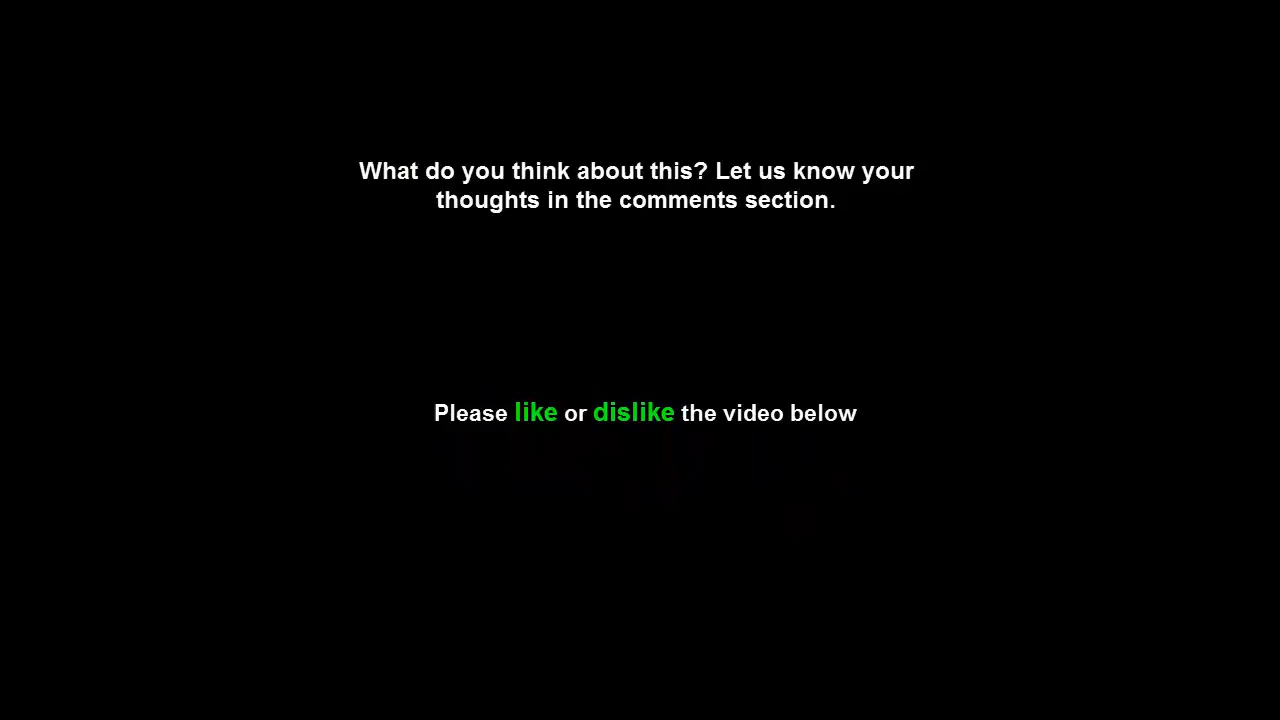 What do you think about this? Let us know your
thoughts in the comments section.
Please like or dislike the video below